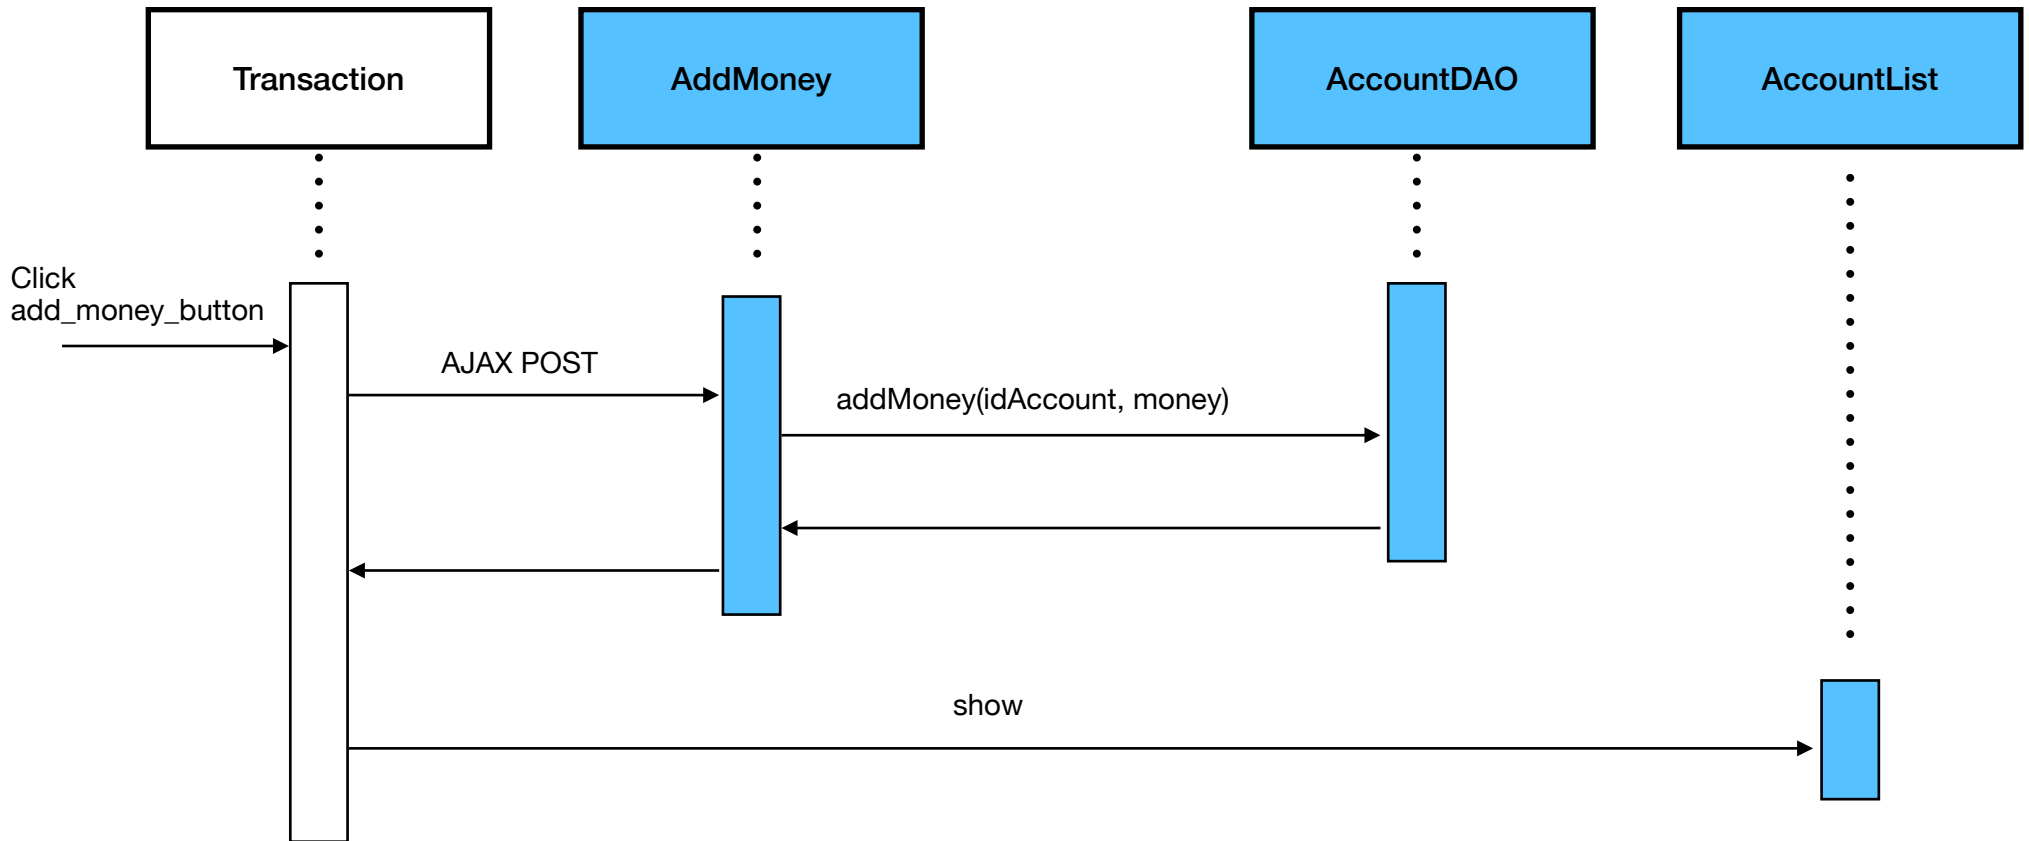 Transaction
AddMoney
AccountDAO
AccountList
Click
add_money_button
AJAX POST
addMoney(idAccount, money)
show